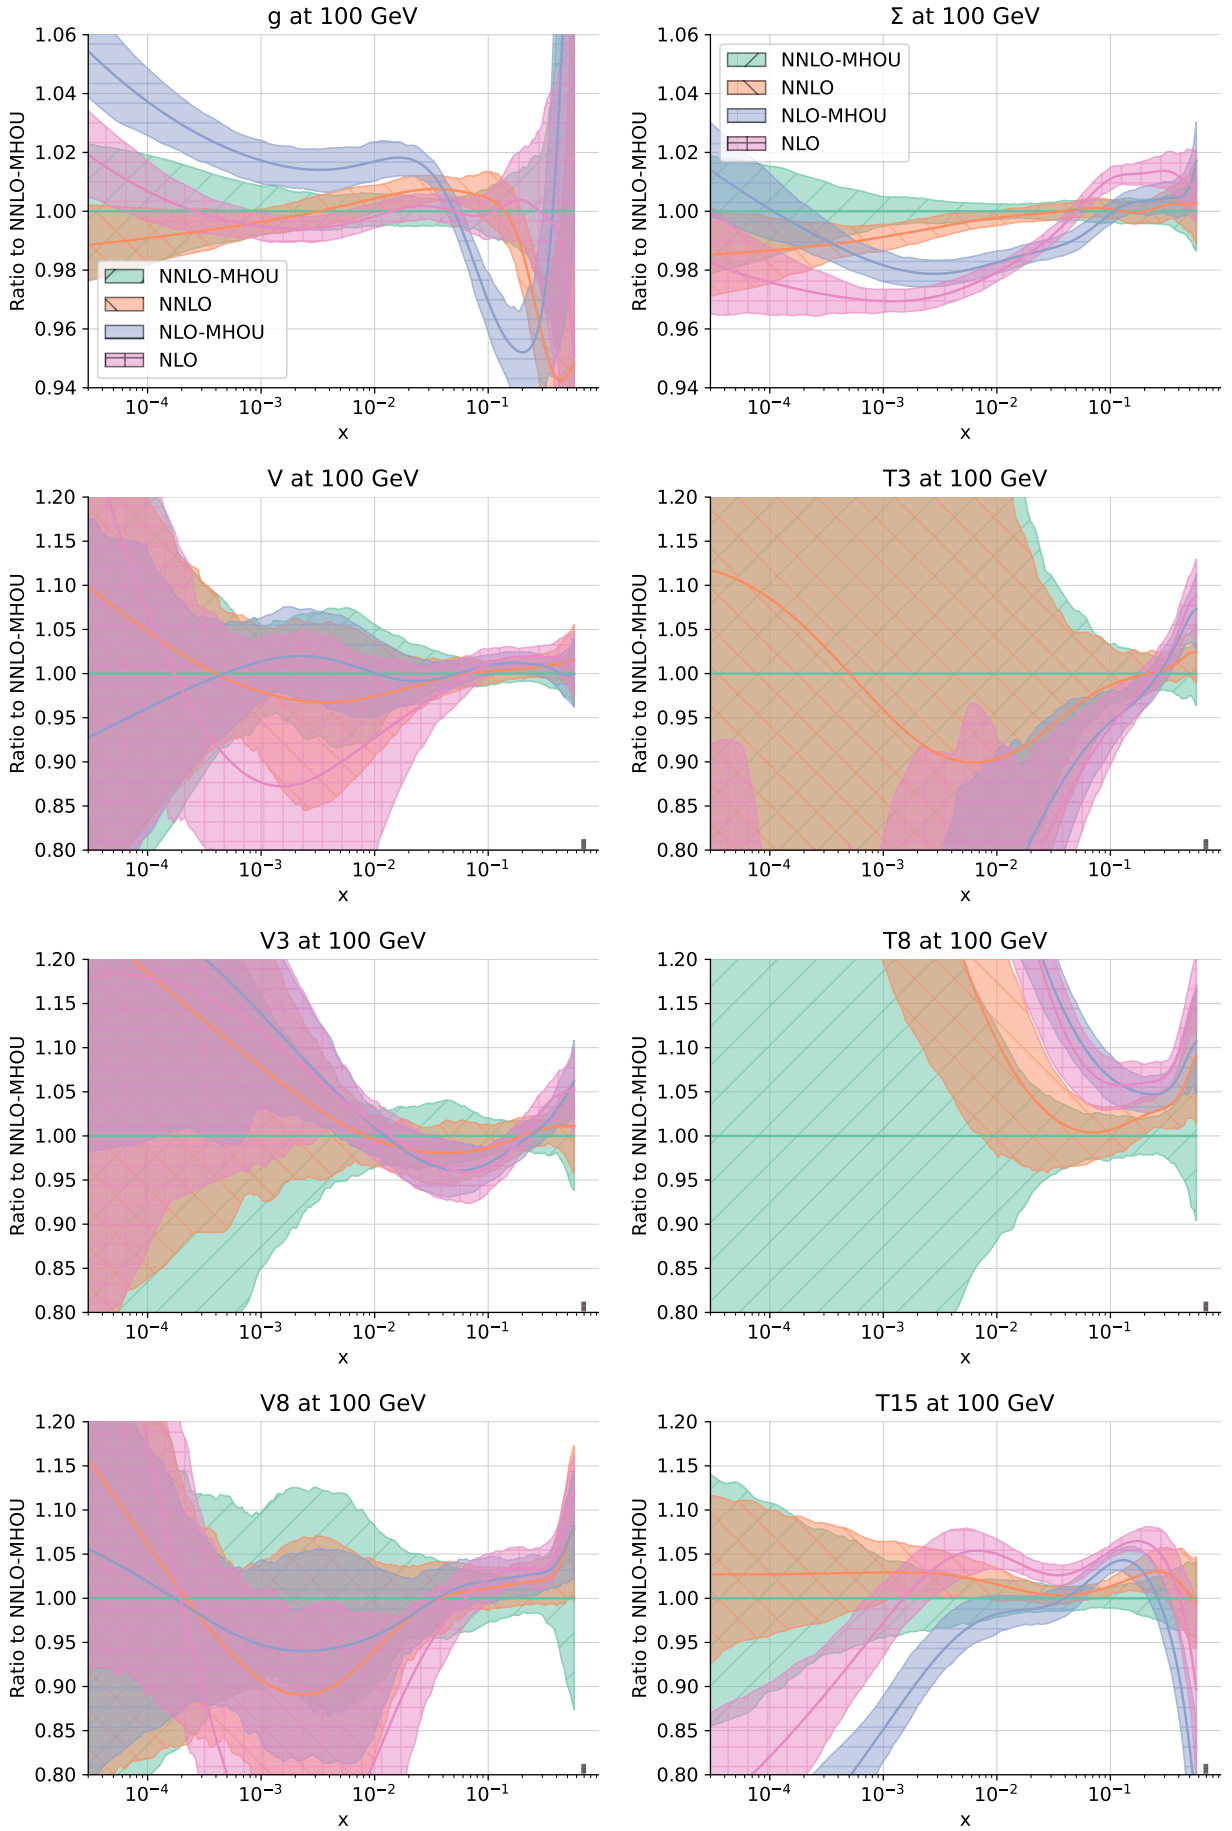 g at 100 GeV
Ratio to NNLO-MHOU
1.06
1.04
1.02
1.00
0.98
0.96
0.94
NNLO-MHOU
NNLO
NLO-MHOU
NLO
10⁻⁴ 10⁻³ 10⁻² 10⁻¹
x
Σ at 100 GeV
Ratio to NNLO-MHOU
1.06
1.04
1.02
1.00
0.98
0.96
0.94
NNLO-MHOU
NNLO
NLO-MHOU
NLO
10⁻⁴ 10⁻³ 10⁻² 10⁻¹
x
V at 100 GeV
Ratio to NNLO-MHOU
1.20
1.15
1.10
1.05
1.00
0.95
0.90
0.85
0.80
10⁻⁴ 10⁻³ 10⁻² 10⁻¹
x
T3 at 100 GeV
Ratio to NNLO-MHOU
1.20
1.15
1.10
1.05
1.00
0.95
0.90
0.85
0.80
10⁻⁴ 10⁻³ 10⁻² 10⁻¹
x
V3 at 100 GeV
Ratio to NNLO-MHOU
1.20
1.15
1.10
1.05
1.00
0.95
0.90
0.85
0.80
10⁻⁴ 10⁻³ 10⁻² 10⁻¹
x
T8 at 100 GeV
Ratio to NNLO-MHOU
1.20
1.15
1.10
1.05
1.00
0.95
0.90
0.85
0.80
10⁻⁴ 10⁻³ 10⁻² 10⁻¹
x
V8 at 100 GeV
Ratio to NNLO-MHOU
1.20
1.15
1.10
1.05
1.00
0.95
0.90
0.85
0.80
10⁻⁴ 10⁻³ 10⁻² 10⁻¹
x
T15 at 100 GeV
Ratio to NNLO-MHOU
1.20
1.15
1.10
1.05
1.00
0.95
0.90
0.85
0.80
10⁻⁴ 10⁻³ 10⁻² 10⁻¹
x